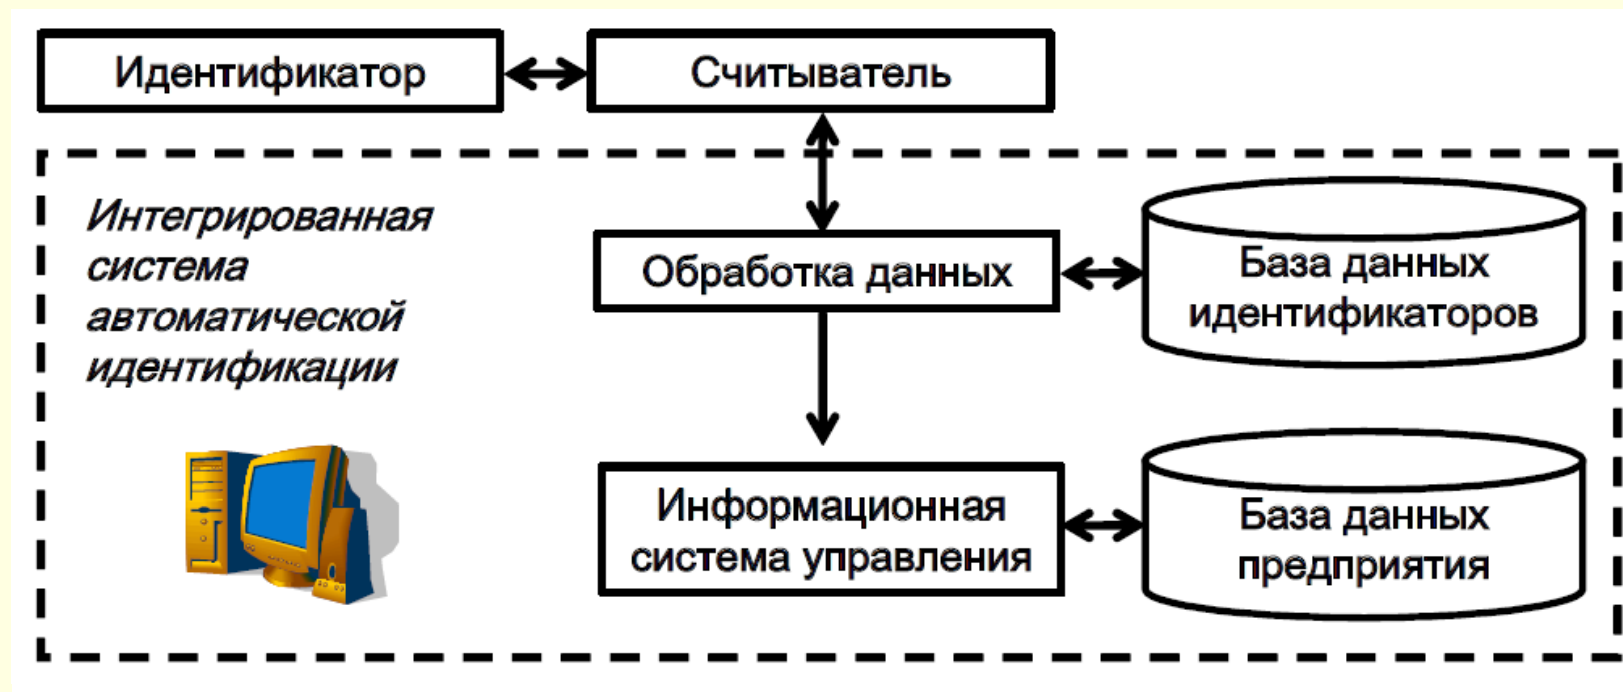 Идентификатор
Считыватель
Интегрированная
система
автоматической
идентификации
Обработка данных
База данных
идентификаторов
Информационная
система управления
База данных
предприятия